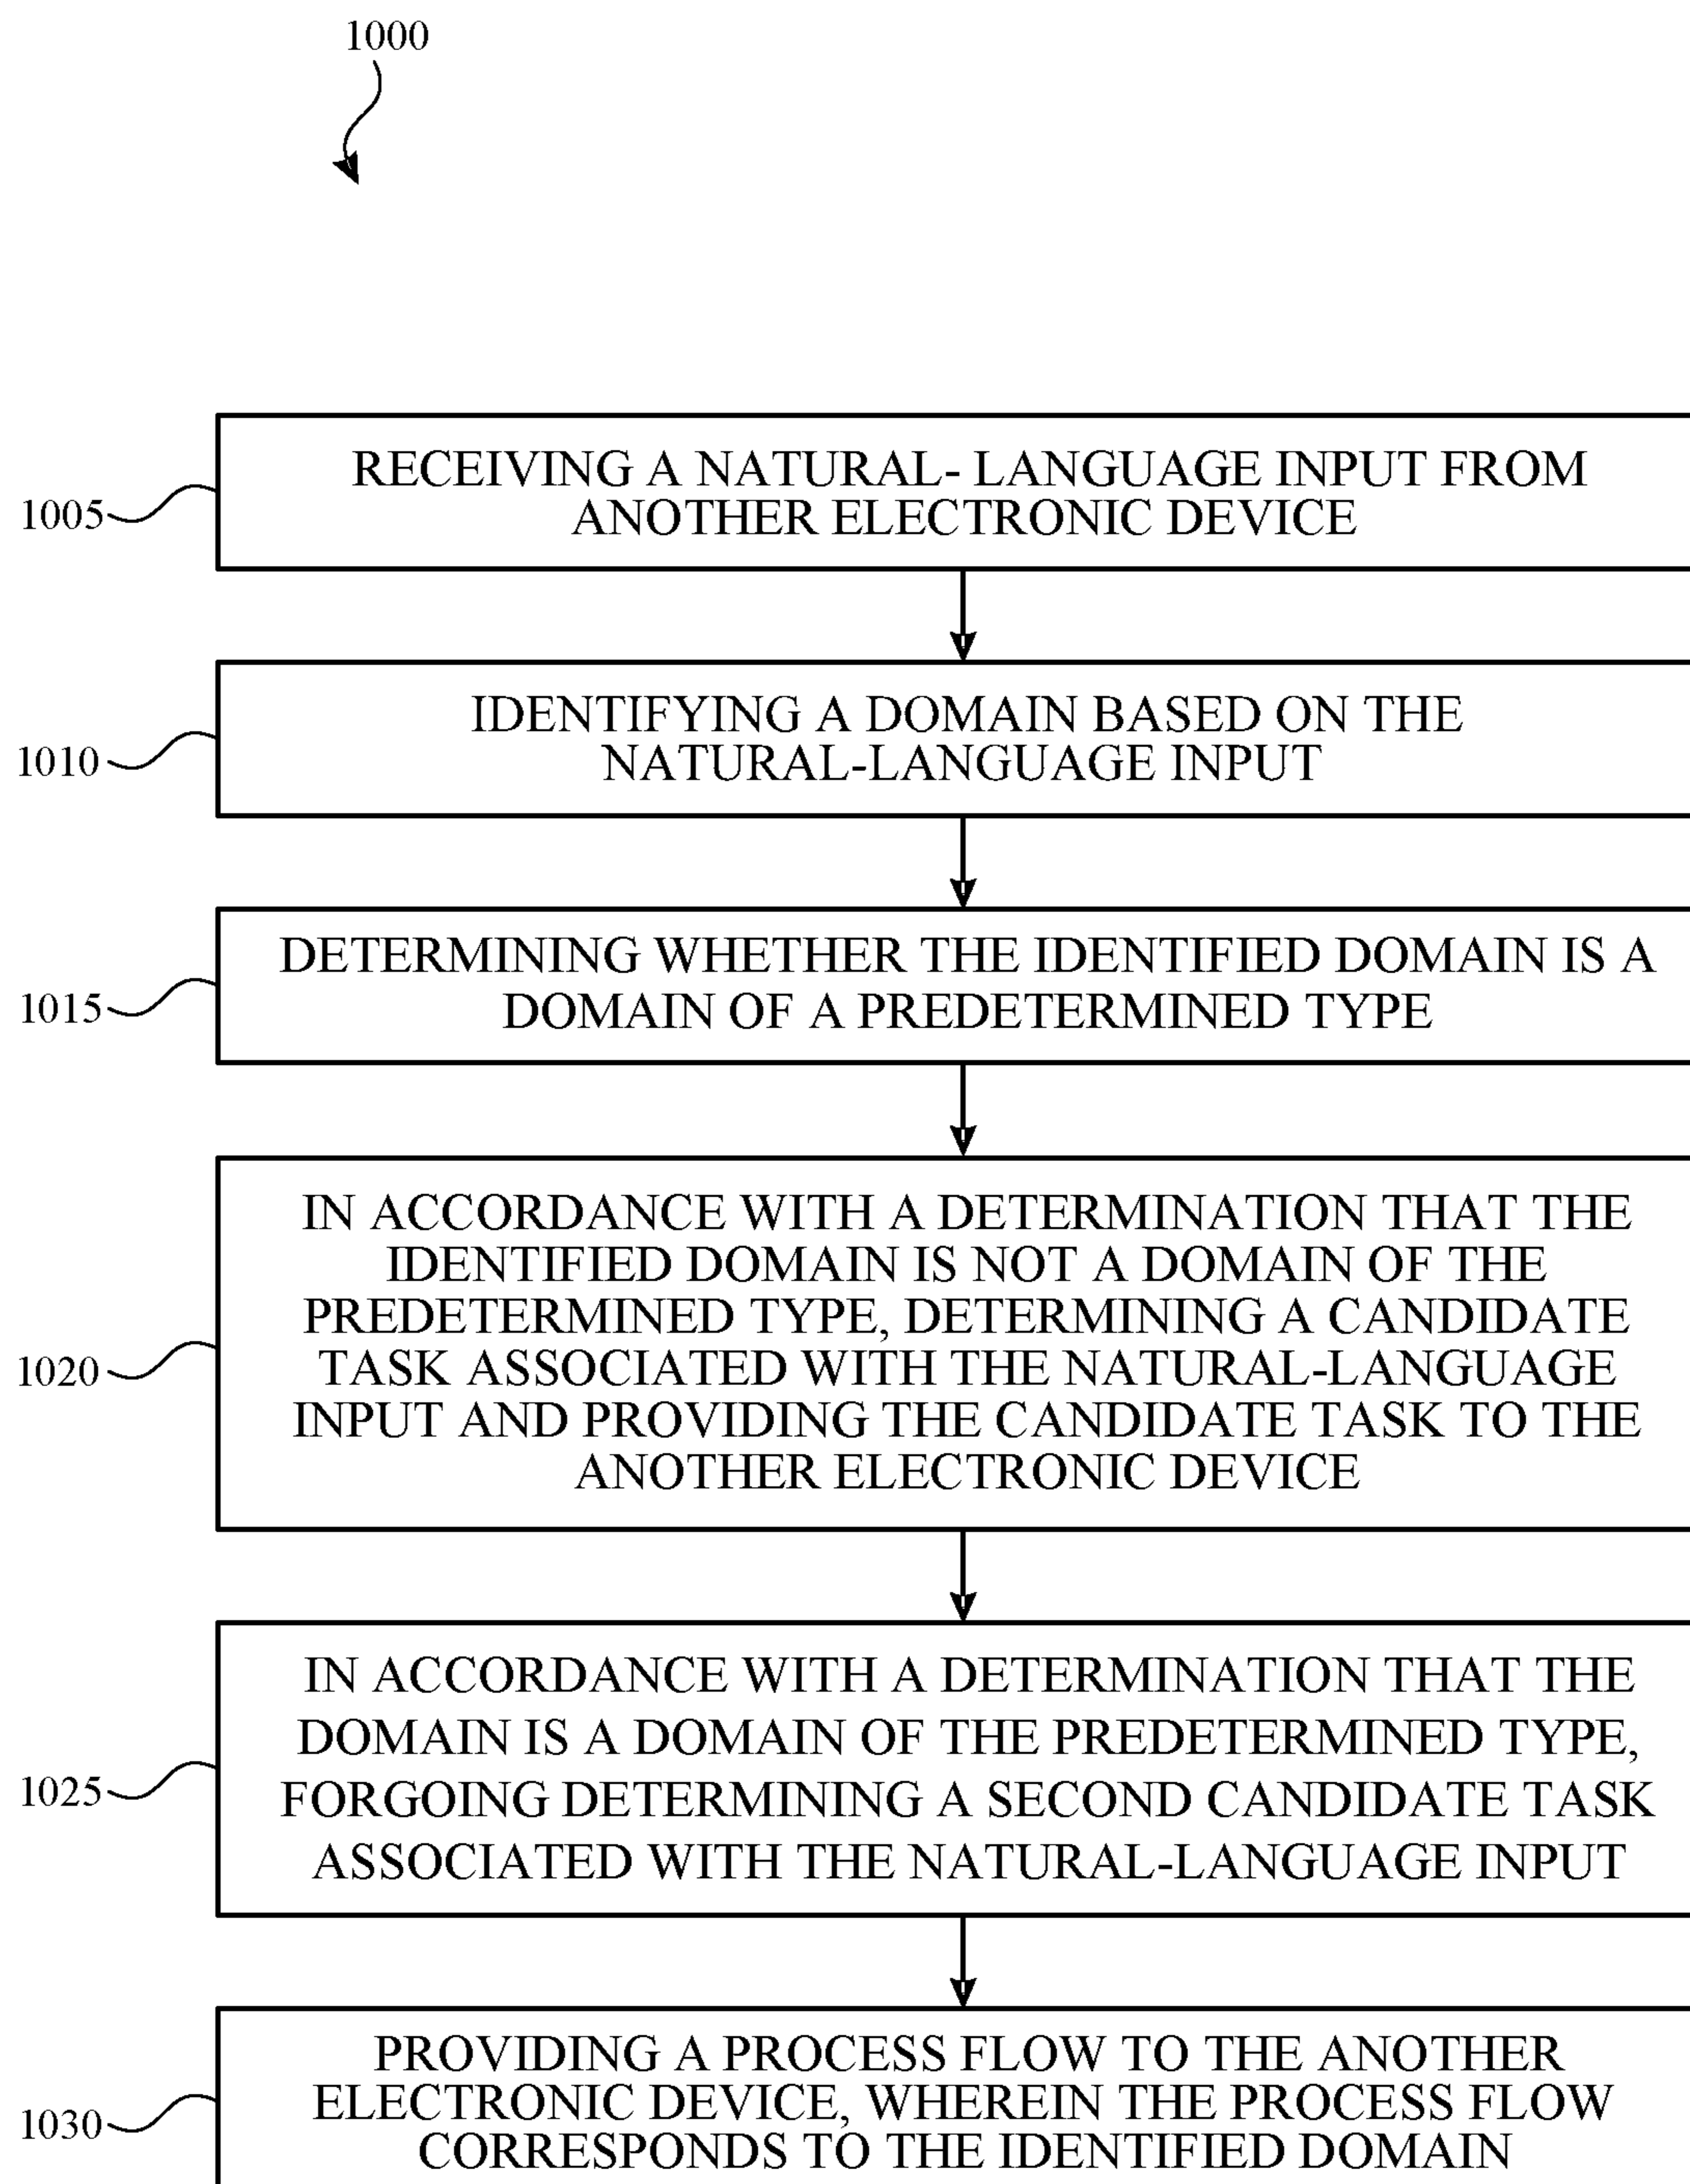 1000
RECEIVING A NATURAL- LANGUAGE INPUT FROM
ANOTHER ELECTRONIC DEVICE
1005
IDENTIFYING A DOMAIN BASED ON THE
NATURAL-LANGUAGE INPUT
1010
DETERMINING WHETHER THE IDENTIFIED DOMAIN IS A
DOMAIN OF A PREDETERMINED TYPE
1015
IN ACCORDANCE WITH A DETERMINATION THAT THE
IDENTIFIED DOMAIN IS NOT A DOMAIN OF THE
PREDETERMINED TYPE, DETERMINING A CANDIDATE
TASK ASSOCIATED WITH THE NATURAL-LANGUAGE
INPUT AND PROVIDING THE CANDIDATE TASK TO THE
ANOTHER ELECTRONIC DEVICE
1020
IN ACCORDANCE WITH A DETERMINATION THAT THE
DOMAIN IS A DOMAIN OF THE PREDETERMINED TYPE,
FORGOING DETERMINING A SECOND CANDIDATE TASK
ASSOCIATED WITH THE NATURAL-LANGUAGE INPUT
1025
PROVIDING A PROCESS FLOW TO THE ANOTHER
ELECTRONIC DEVICE, WHEREIN THE PROCESS FLOW
CORRESPONDS TO THE IDENTIFIED DOMAIN
1030